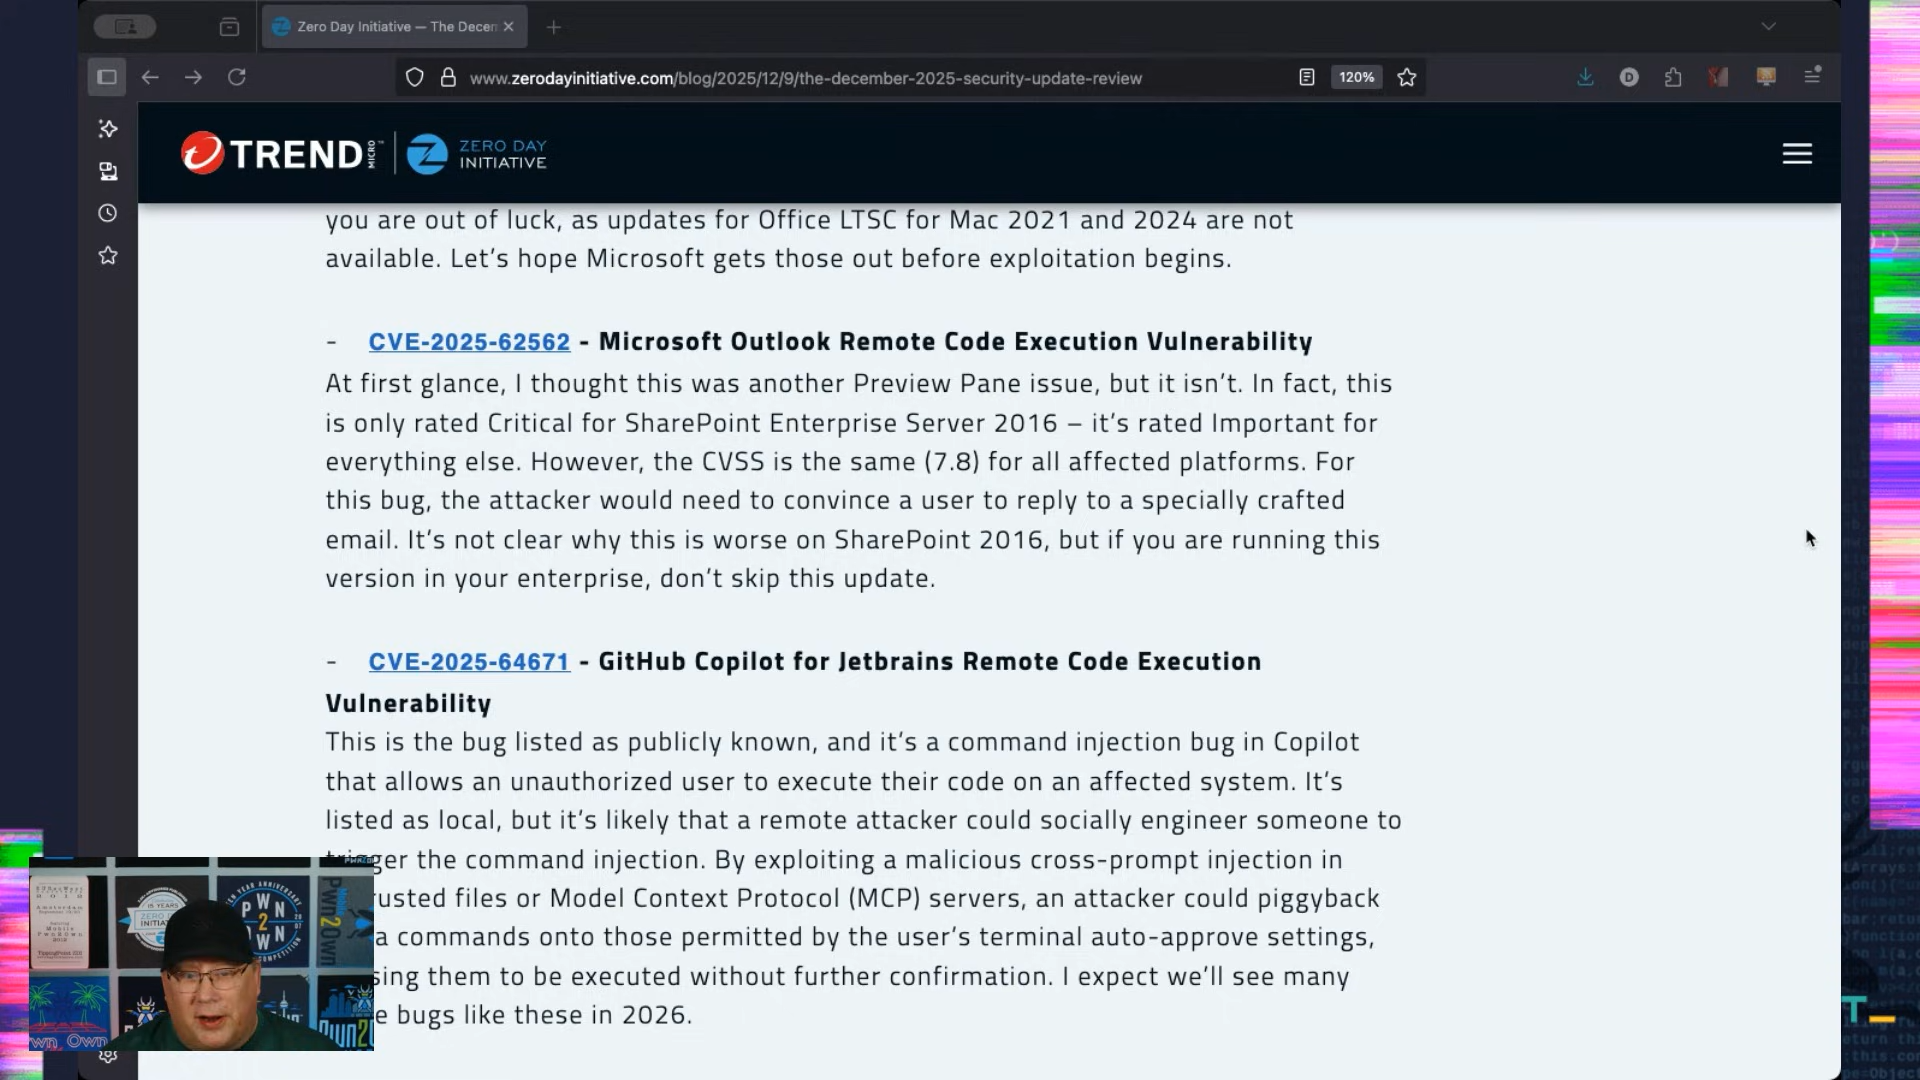 Zero Day Initiative — The Decem
www.zerodayinitiative.com/blog/2025/12/9/the-december-2025-security-update-review
120%
D
TREND MICRO
ZERO DAY
INITIATIVE
you are out of luck, as updates for Office LTSC for Mac 2021 and 2024 are not
available. Let’s hope Microsoft gets those out before exploitation begins.
- CVE-2025-62562 - Microsoft Outlook Remote Code Execution Vulnerability
At first glance, I thought this was another Preview Pane issue, but it isn’t. In fact, this
is only rated Critical for SharePoint Enterprise Server 2016 – it’s rated Important for
everything else. However, the CVSS is the same (7.8) for all affected platforms. For
this bug, the attacker would need to convince a user to reply to a specially crafted
email. It’s not clear why this is worse on SharePoint 2016, but if you are running this
version in your enterprise, don’t skip this update.
- CVE-2025-64671 - GitHub Copilot for Jetbrains Remote Code Execution
Vulnerability
This is the bug listed as publicly known, and it’s a command injection bug in Copilot
that allows an unauthorized user to execute their code on an affected system. It’s
listed as local, but it’s likely that a remote attacker could socially engineer someone to
ger the command injection. By exploiting a malicious cross-prompt injection in
usted files or Model Context Protocol (MCP) servers, an attacker could piggyback
a commands onto those permitted by the user’s terminal auto-approve settings,
sing them to be executed without further confirmation. I expect we’ll see many
e bugs like these in 2026.
PWN
2
OWN
T_